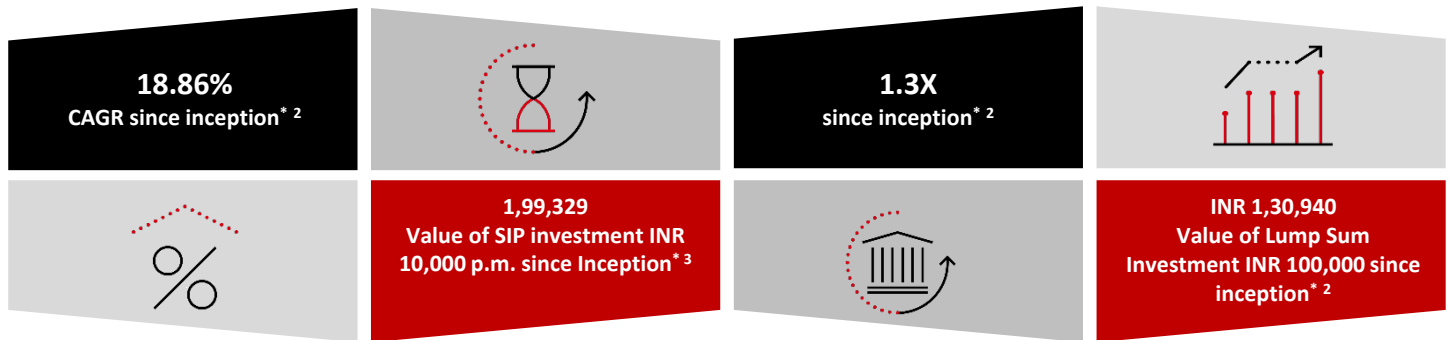 18.86%
CAGR since inception* 2
1.3X
since inception* 2
1,99,329
Value of SIP investment INR
10,000 p.m. since Inception* 3
INR 1,30,940
Value of Lump Sum
Investment INR 100,000 since
inception* 2